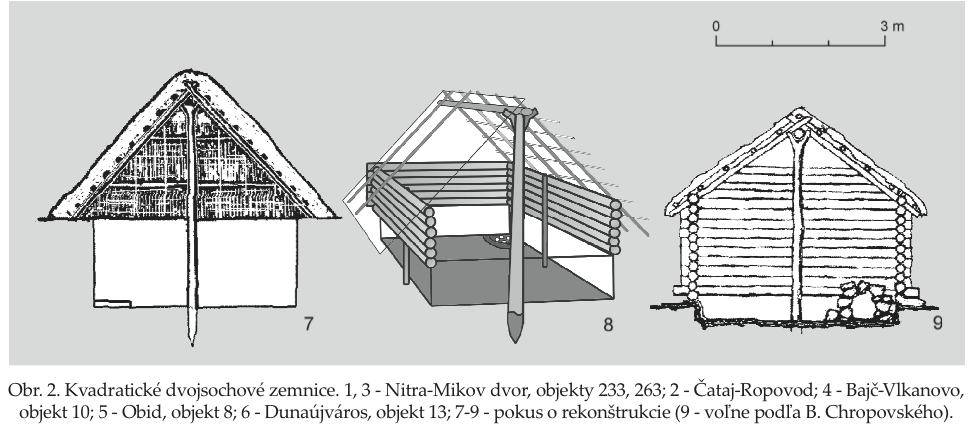 0 3 m
7 8 9
Obr. 2. Kvadratické dvojsochové zemnice. 1, 3 - Nitra-Mikov dvor, objekty 233, 263; 2 - Čataj-Ropovod; 4 - Bajč-Vlkanovo,
objekt 10; 5 - Obid, objekt 8; 6 - Dunaújváros, objekt 13; 7-9 - pokus o rekonštrukcie (9 - voľne podľa B. Chropovského).